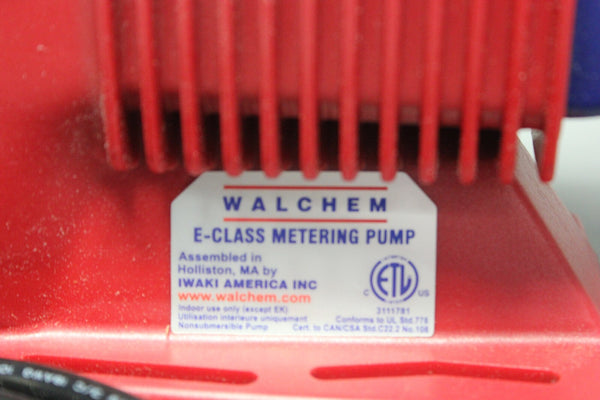 WALCHEM
E-CLASS METERING PUMP
Assembled in
Holliston, MA by
IWAKI AMERICA INC
www.walchem.com
Indoor use only (except EK)
Utilisation interieure uniquement
Nonsubmersible Pump
ETL
C US
3111781
Conforms to UL Std.778
Cert. to CAN/CSA Std.C22.2 No.108